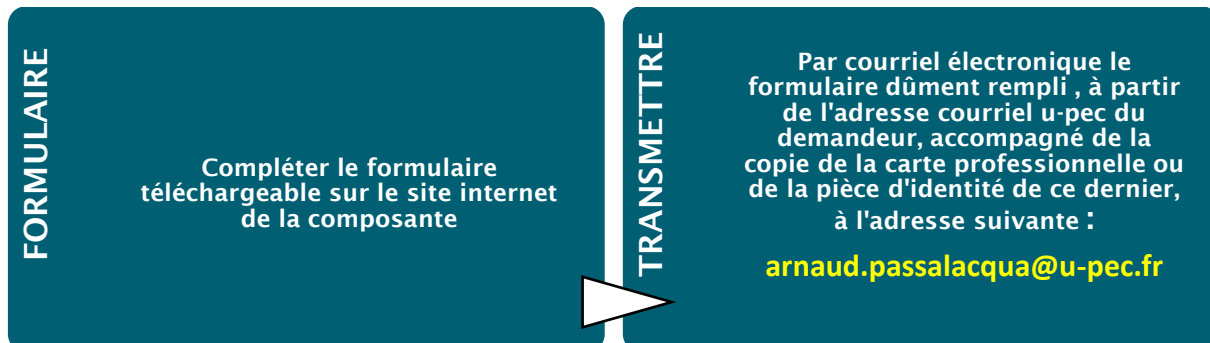 FORMULAIRE
Compléter le formulaire
téléchargeable sur le site internet
de la composante
TRANSMETTRE
Par courriel électronique le
formulaire dûment rempli , à partir
de l'adresse courriel u-pec du
demandeur, accompagné de la
copie de la carte professionnelle ou
de la pièce d'identité de ce dernier,
à l'adresse suivante :
arnaud.passalacqua@u-pec.fr